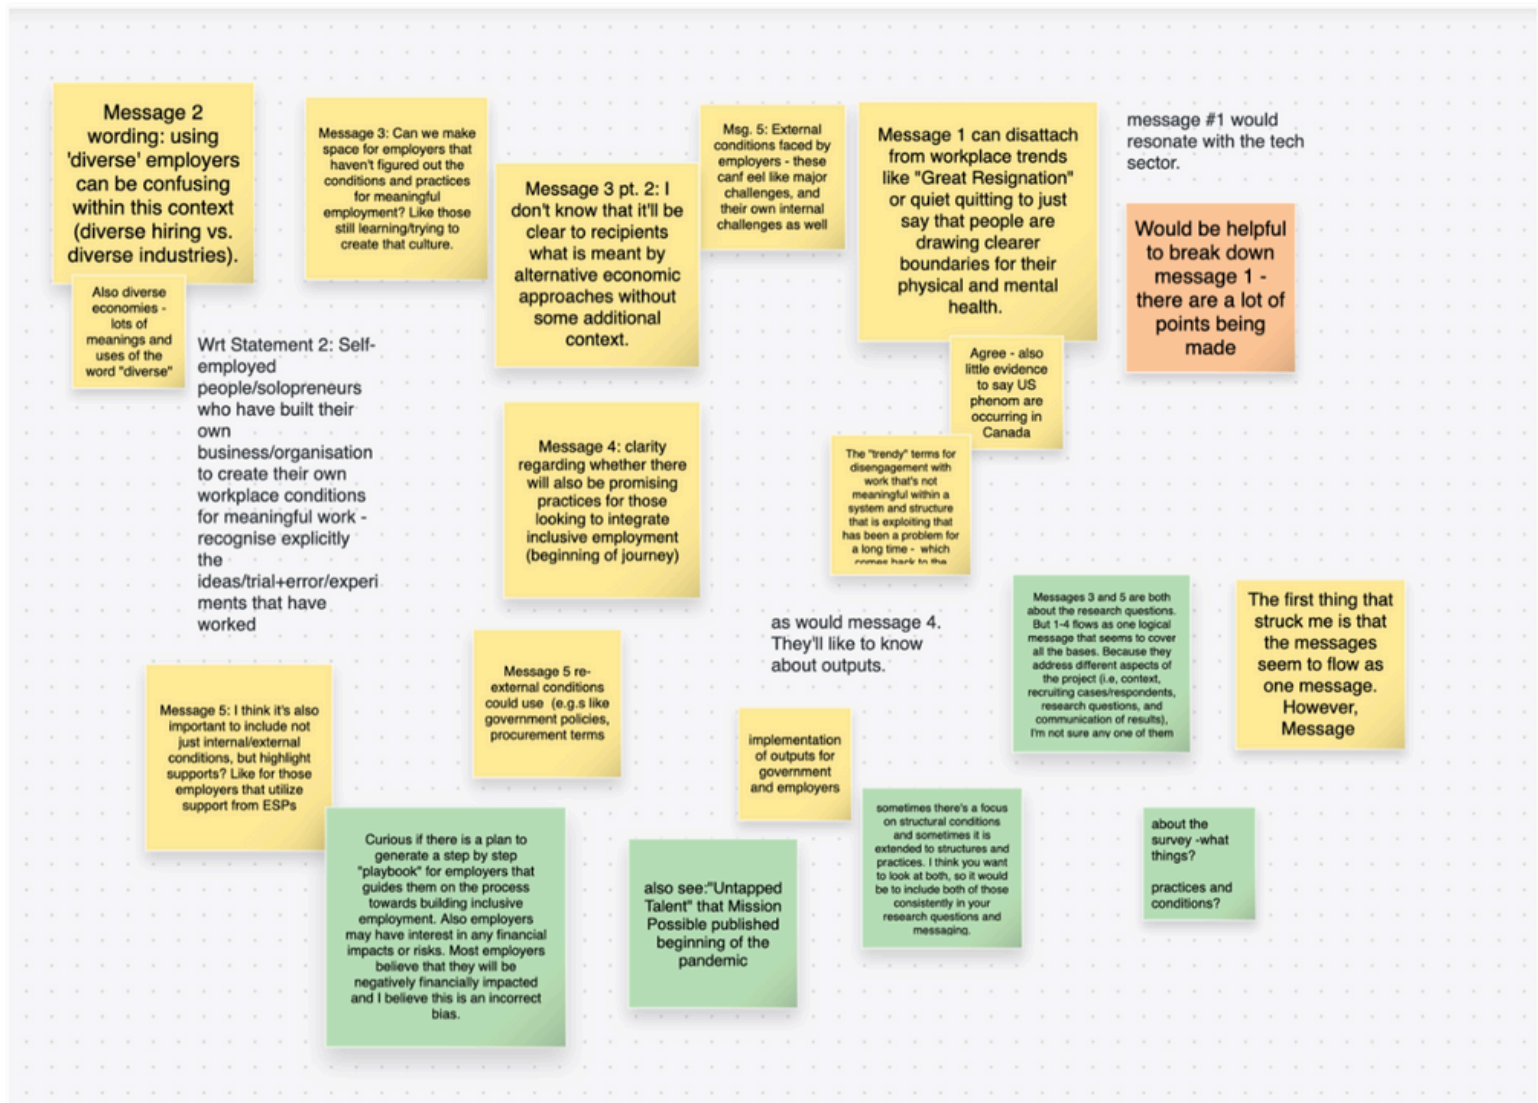 Message 2
wording: using
'diverse' employers
can be confusing
within this context
(diverse hiring vs.
diverse industries).
Also diverse
economies -
lots of
meanings and
uses of the
word "diverse"
Wrt Statement 2: Self-
employed
people/solopreneurs
who have built their
own
business/organisation
to create their own
workplace conditions
for meaningful work -
recognise explicitly
the
ideas/trial+error/experi
ments that have
worked
Message 3: Can we make
space for employers that
haven't figured out the
conditions and practices
for meaningful
employment? Like those
still learning/trying to
create that culture.
Message 3 pt. 2: I
don't know that it'll be
clear to recipients
what is meant by
alternative economic
approaches without
some additional
context.
Msg. 5: External
conditions faced by
employers - these
canf eel like major
challenges, and
their own internal
challenges as well
Message 1 can disattach
from workplace trends
like "Great Resignation"
or quiet quitting to just
say that people are
drawing clearer
boundaries for their
physical and mental
health.
message #1 would
resonate with the tech
sector.
Would be helpful
to break down
message 1 -
there are a lot of
points being
made
Agree - also
little evidence
to say US
phenom are
occurring in
Canada
The "trendy" terms for
disengagement with
work that's not
meaningful within a
system and structure
that is exploiting that
has been a problem for
a long time - which
comes back to the
Message 4: clarity
regarding whether there
will also be promising
practices for those
looking to integrate
inclusive employment
(beginning of journey)
as would message 4.
They'll like to know
about outputs.
Messages 3 and 5 are both
about the research questions.
But 1-4 flows as one logical
message that seems to cover
all the bases. Because they
address different aspects of
the project (i.e, context,
recruiting cases/respondents,
research questions, and
communication of results),
I'm not sure any one of them
The first thing that
struck me is that
the messages
seem to flow as
one message.
However,
Message
Message 5: I think it's also
important to include not
just internal/external
conditions, but highlight
supports? Like for those
employers that utilize
support from ESPs
Message 5 re-
external conditions
could use (e.g.s like
government policies,
procurement terms
implementation
of outputs for
government
and employers
Curious if there is a plan to
generate a step by step
"playbook" for employers that
guides them on the process
towards building inclusive
employment. Also employers
may have interest in any financial
impacts or risks. Most employers
believe that they will be
negatively financially impacted
and I believe this is an incorrect
bias.
also see:"Untapped
Talent" that Mission
Possible published
beginning of the
pandemic
sometimes there's a focus
on structural conditions
and sometimes it is
extended to structures and
practices. I think you want
to look at both, so it would
be to include both of those
consistently in your
research questions and
messaging.
about the
survey -what
things?
practices and
conditions?